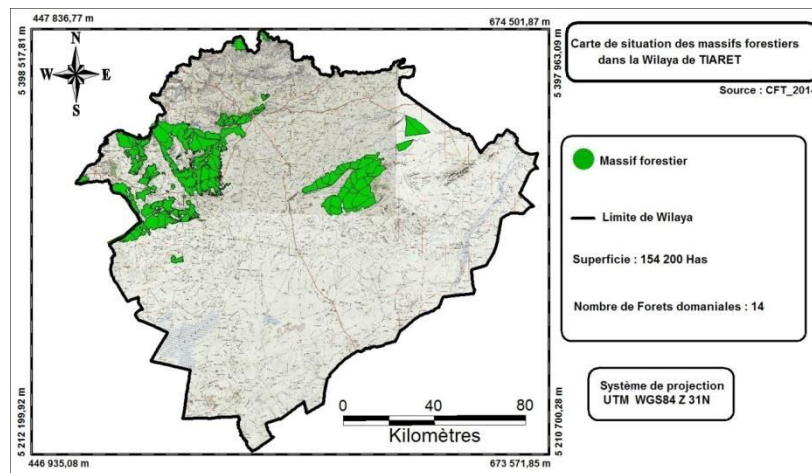 447 836,77 m
674 501,87 m
5 398 517,81 m
5 397 963,09 m
N
W
E
S
Carte de situation des massifs forestiers
dans la Wilaya de TIARET
Source : CFT_2014
Massif forestier
Limite de Wilaya
Superficie : 154 200 Has
Nombre de Forets domaniales : 14
Système de projection
UTM WGS84 Z 31N
0
40
80
Kilomètres
5 212 199,92 m
5 210 700,28 m
446 935,08 m
673 571,85 m